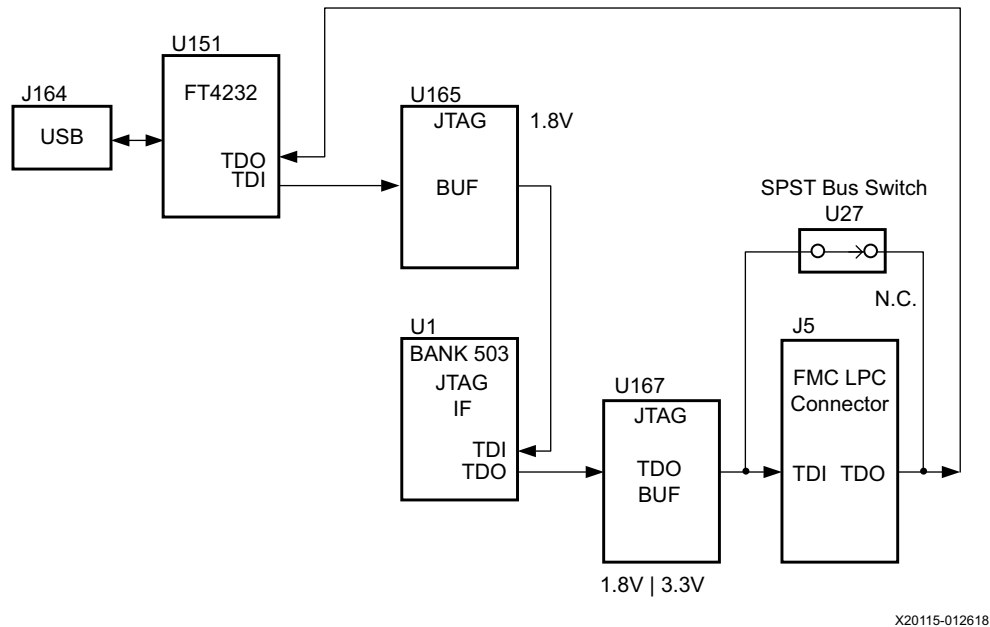 U151
FT4232
TDO
TDI
J164
USB
U165
JTAG
BUF
1.8V
SPST Bus Switch
U27
N.C.
U1
BANK 503
JTAG
IF
TDI
TDO
U167
JTAG
TDO
BUF
1.8V | 3.3V
J5
FMC LPC
Connector
TDI TDO
X20115-012618